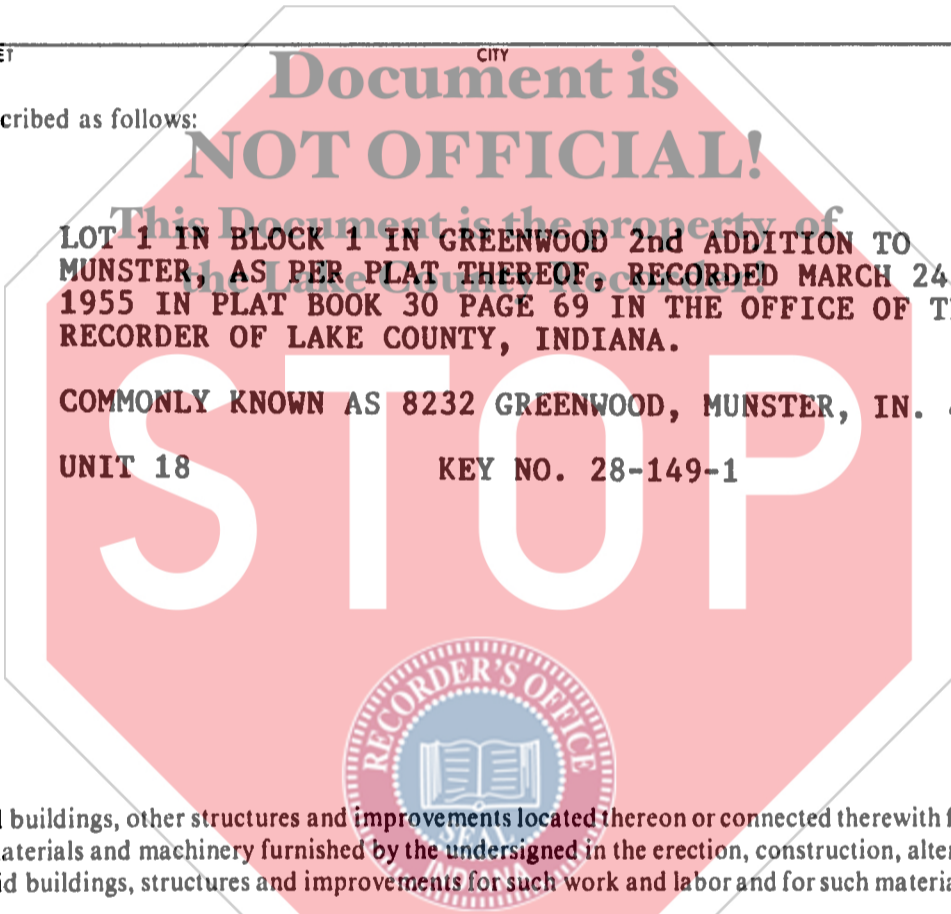 CITY
Document is
cribed as follows:
NOT OFFICIAL!
This Document is the property of
the Lake County Recorder!
LOT 1 IN BLOCK 1 IN GREENWOOD 2nd ADDITION TO
MUNSTER, AS PER PLAT THEREOF, RECORDED MARCH 24
1955 IN PLAT BOOK 30 PAGE 69 IN THE OFFICE OF
RECORDER OF LAKE COUNTY, INDIANA.
COMMONLY KNOWN AS 8232 GREENWOOD, MUNSTER, IN.
UNIT 18 KEY NO. 28-149-1
STOP
RECORDER'S OFFICE
SEAL
INDIANA
buildings, other structures and improvements located thereon or connected therewith
aterials and machinery furnished by the undersigned in the erection, construction, alte
id buildings, structures and improvements for such work and labor and for such materia